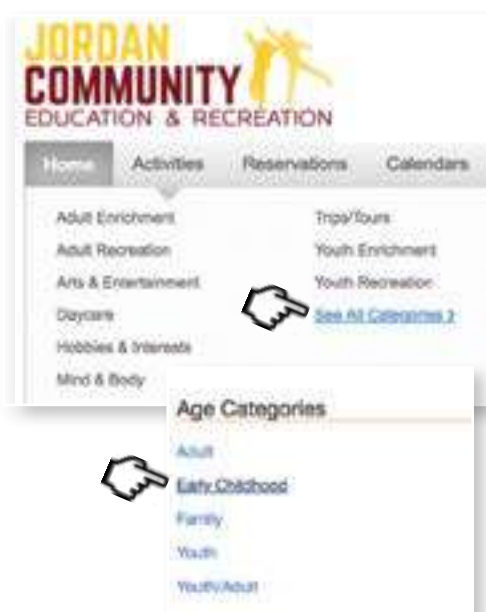 JORDAN
COMMUNITY
EDUCATION & RECREATION
Home Activities Reservations Calendars
Adult Enrichment Trips/Tours
Adult Recreation Youth Enrichment
Arts & Entertainment Youth Recreation
Daycare See All Categories >
Hobbies & Interests
Mind & Body
Age Categories
Adult
Early Childhood
Family
Youth
Youth/Adult